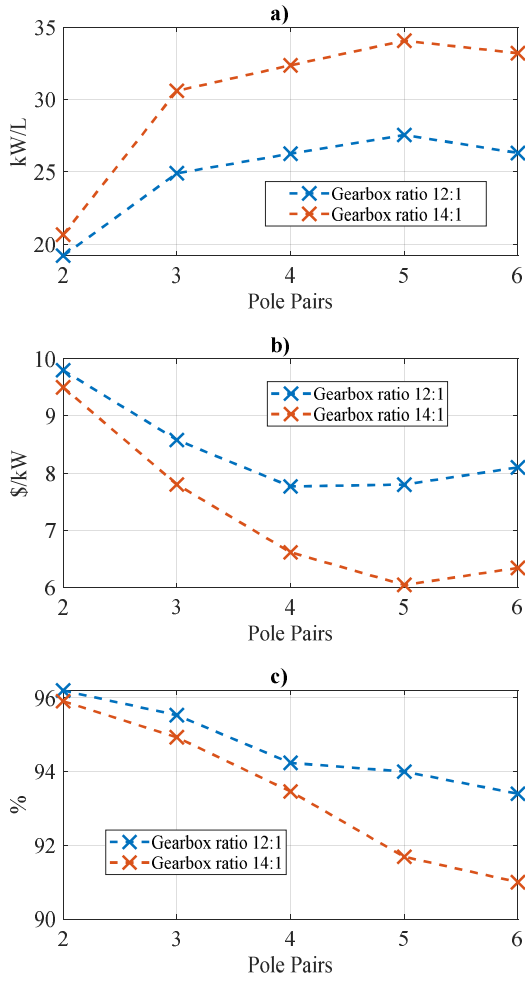 a)
35
30
25
20
kW/L
Gearbox ratio 12:1
Gearbox ratio 14:1
2 3 4 5 6
Pole Pairs
b)
10
9
8
7
6
$/kW
Gearbox ratio 12:1
Gearbox ratio 14:1
2 3 4 5 6
Pole Pairs
c)
96
94
92
90
%
Gearbox ratio 12:1
Gearbox ratio 14:1
2 3 4 5 6
Pole Pairs